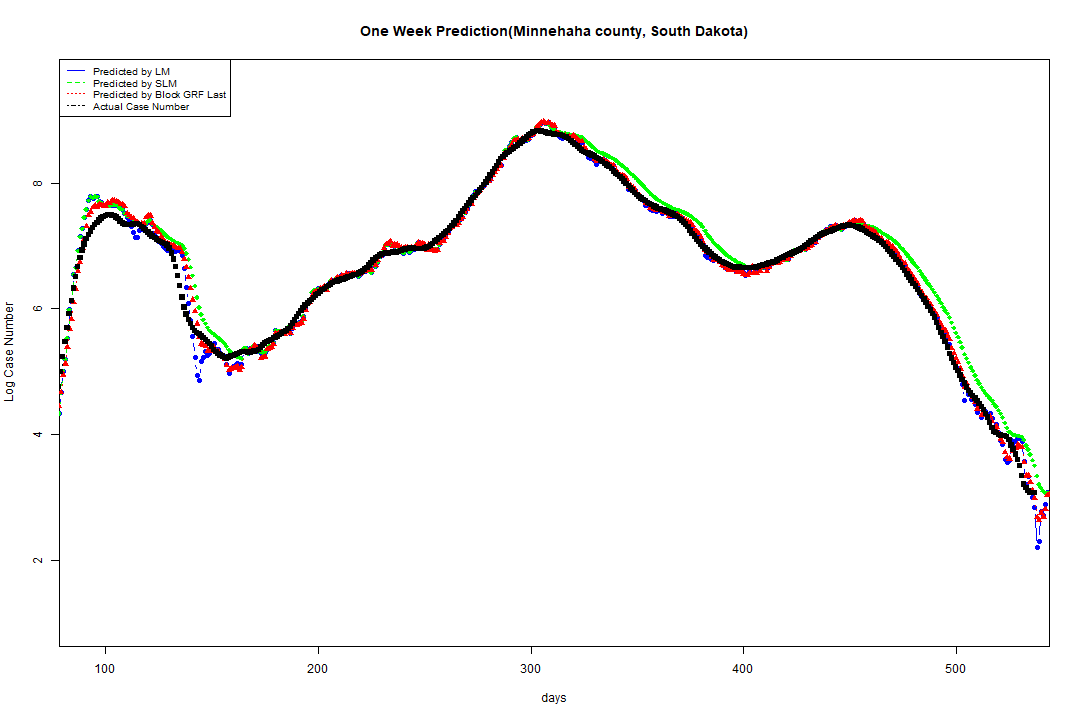 One Week Prediction(Minnehaha county, South Dakota)
Predicted by LM
Predicted by SLM
Predicted by Block GRF Last
Actual Case Number
Log Case Number
8
6
4
2
100 200 300 400 500
days